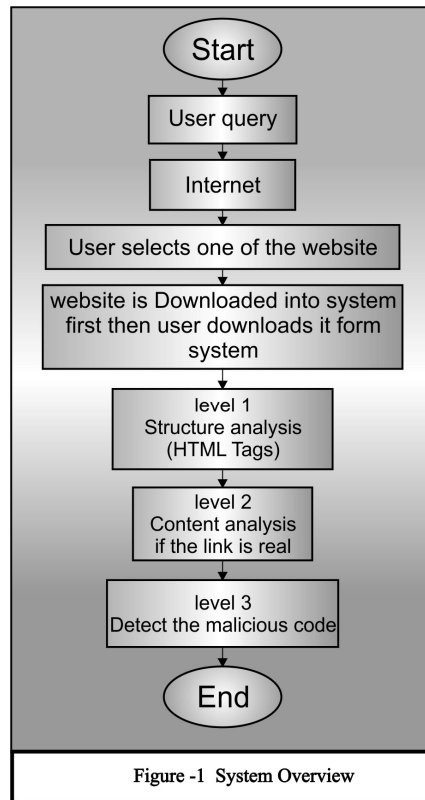 Start
User query
Internet
User selects one of the website
website is Downloaded into system
first then user downloads it form
system
level 1
Structure analysis
(HTML Tags)
level 2
Content analysis
if the link is real
level 3
Detect the malicious code
End
Figure -1 System Overview